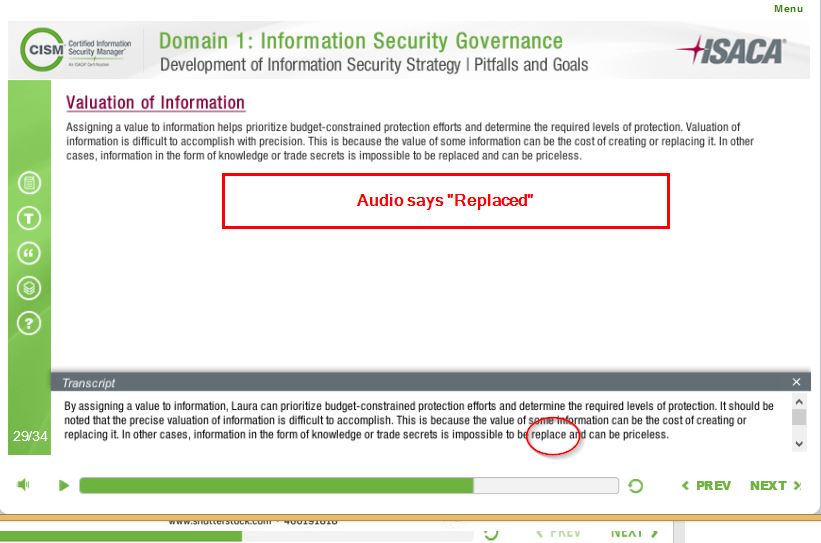 Menu
CISM Certified Information
Security Manager®
An ISACA® Certification
Domain 1: Information Security Governance
Development of Information Security Strategy | Pitfalls and Goals
ISACA®
Valuation of Information
Assigning a value to information helps prioritize budget-constrained protection efforts and determine the required levels of protection. Valuation of
information is difficult to accomplish with precision. This is because the value of some information can be the cost of creating or replacing it. In other
cases, information in the form of knowledge or trade secrets is impossible to be replaced and can be priceless.
Audio says "Replaced"
T
?
Transcript
By assigning a value to information, Laura can prioritize budget-constrained protection efforts and determine the required levels of protection. It should be
noted that the precise valuation of information is difficult to accomplish. This is because the value of some information can be the cost of creating or
replacing it. In other cases, information in the form of knowledge or trade secrets is impossible to be replace and can be priceless.
29/34
PREV NEXT
www.shutterstock.com
PREV NEXT